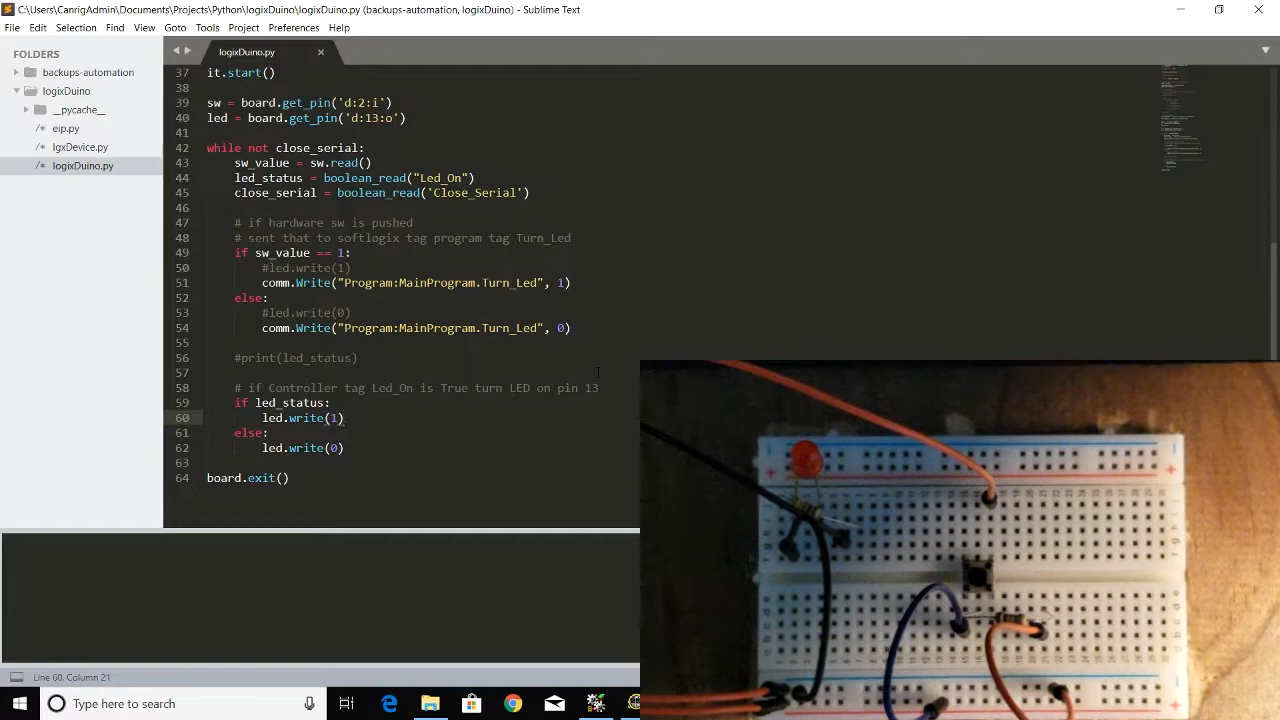 C:\Users\CanrigAdmin\Documents\Projects\Python\logixDuino\logixDuino.py (backups-automation, logixDuino) - Sublime Text
File Edit Selection Find View Goto Tools Project Preferences Help
FOLDERS
backups-automation
logixDuino
__pycache__
/* eip.py
/* lgxDevice.py
/* logixDuino.py
logixDuino.py ×
37 it.start()
38
39 sw = board.get_pin('d:2:i')
40 led = board.get_pin('d:13:o')
41
42 while not close_serial:
43 sw_value = sw.read()
44 led_status = boolean_read("Led_On")
45 close_serial = boolean_read('Close_Serial')
46
47 # if hardware sw is pushed
48 # sent that to softlogix tag program tag Turn_Led
49 if sw_value == 1:
50 #led.write(1)
51 comm.Write("Program:MainProgram.Turn_Led", 1)
52 else:
53 #led.write(0)
54 comm.Write("Program:MainProgram.Turn_Led", 0)
55
56 #print(led_status)
57
58 # if Controller tag Led_On is True turn LED on pin 13
59 if led_status:
60 led.write(1)
61 else:
62 led.write(0)
63
64 board.exit()
Line 60, Column 21
Type here to search